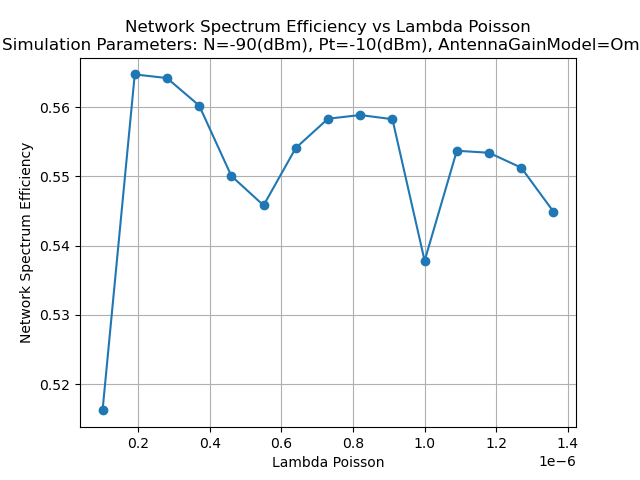 Network Spectrum Efficiency vs Lambda Poisson
Simulation Parameters: N=-90(dBm), Pt=-10(dBm), AntennaGainModel=Om
0.56
0.55
0.54
0.53
0.52
Network Spectrum Efficiency
0.2 0.4 0.6 0.8 1.0 1.2 1.4
1e−6
Lambda Poisson